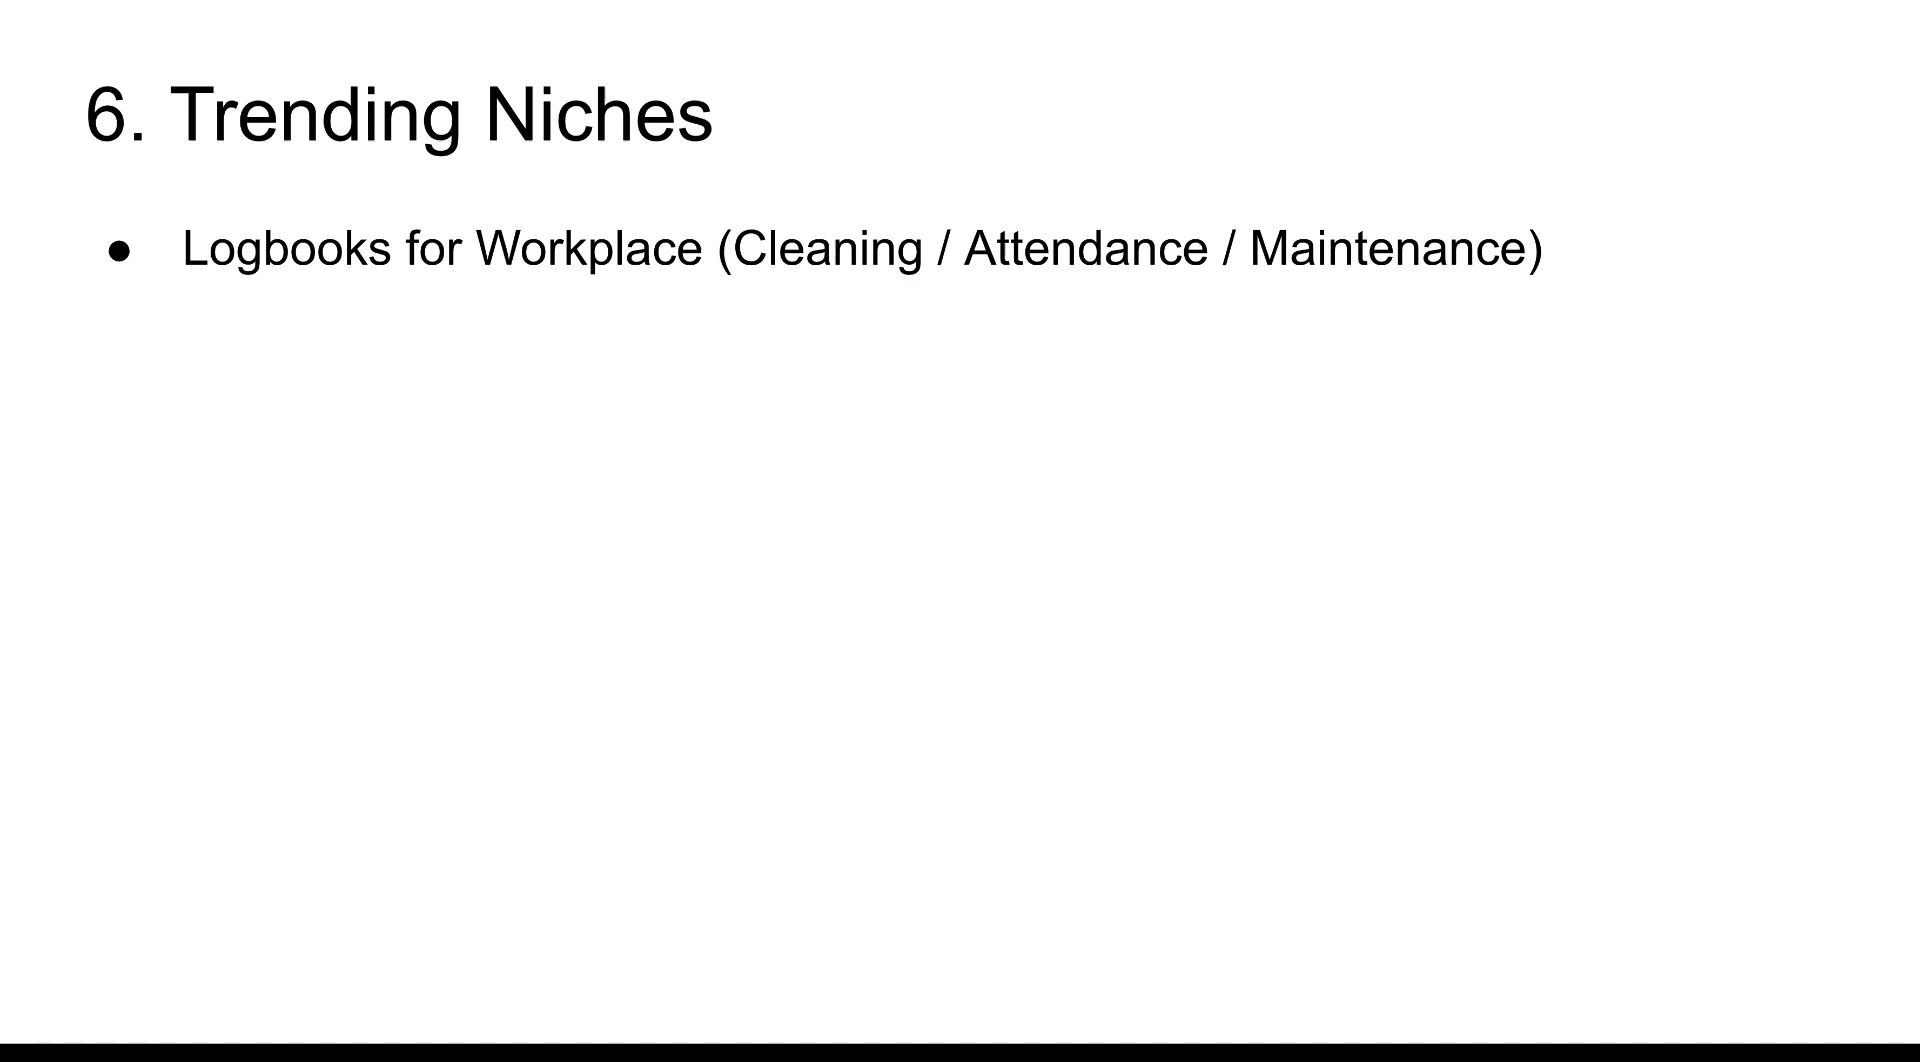 6. Trending Niches
● Logbooks for Workplace (Cleaning / Attendance / Maintenance)